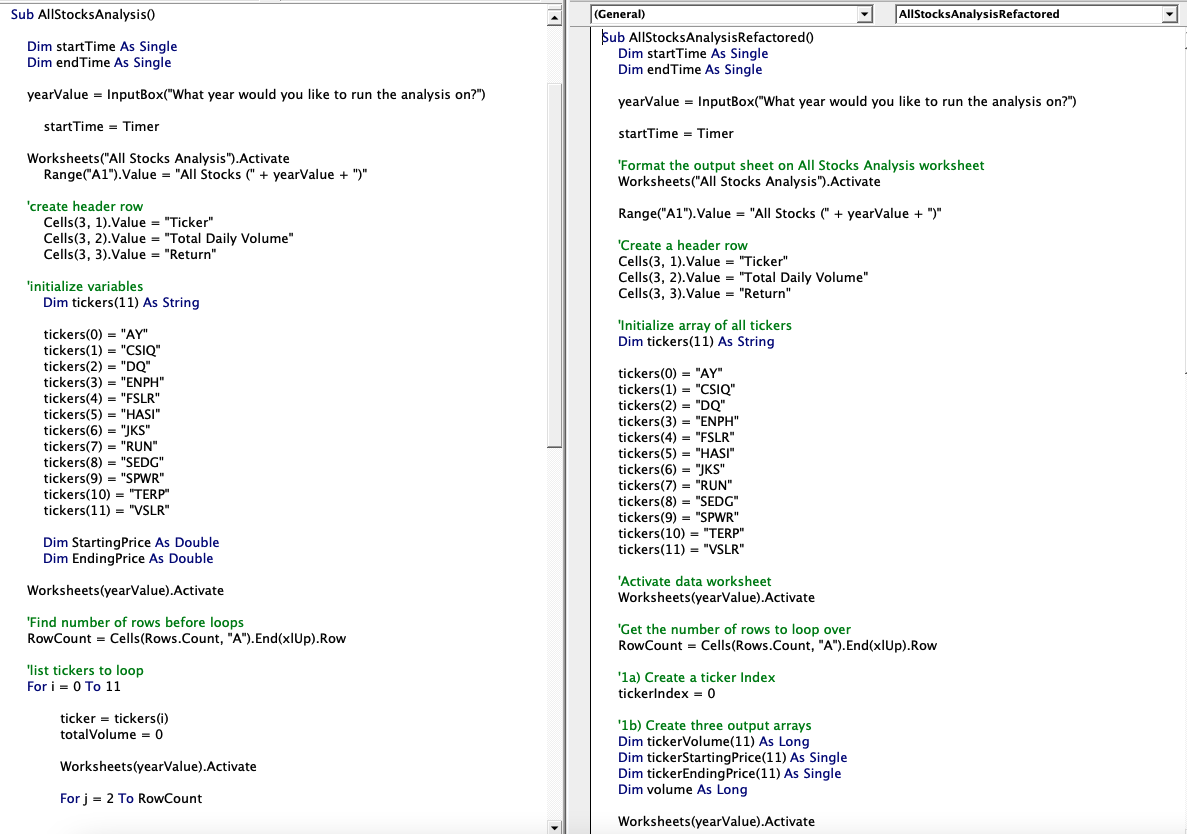 Sub AllStocksAnalysis()
Dim startTime As Single
Dim endTime As Single
yearValue = InputBox("What year would you like to run the analysis on?")
startTime = Timer
Worksheets("All Stocks Analysis").Activate
Range("A1").Value = "All Stocks (" + yearValue + ")"
'create header row
Cells(3, 1).Value = "Ticker"
Cells(3, 2).Value = "Total Daily Volume"
Cells(3, 3).Value = "Return"
'initialize variables
Dim tickers(11) As String
tickers(0) = "AY"
tickers(1) = "CSIQ"
tickers(2) = "DQ"
tickers(3) = "ENPH"
tickers(4) = "FSLR"
tickers(5) = "HASI"
tickers(6) = "JKS"
tickers(7) = "RUN"
tickers(8) = "SEDG"
tickers(9) = "SPWR"
tickers(10) = "TERP"
tickers(11) = "VSLR"
Dim StartingPrice As Double
Dim EndingPrice As Double
Worksheets(yearValue).Activate
'Find number of rows before loops
RowCount = Cells(Rows.Count, "A").End(xlUp).Row
'list tickers to loop
For i = 0 To 11
ticker = tickers(i)
totalVolume = 0
Worksheets(yearValue).Activate
For j = 2 To RowCount
(General)
AllStocksAnalysisRefactored
Sub AllStocksAnalysisRefactored()
Dim startTime As Single
Dim endTime As Single
yearValue = InputBox("What year would you like to run the analysis on?")
startTime = Timer
'Format the output sheet on All Stocks Analysis worksheet
Worksheets("All Stocks Analysis").Activate
Range("A1").Value = "All Stocks (" + yearValue + ")"
'Create a header row
Cells(3, 1).Value = "Ticker"
Cells(3, 2).Value = "Total Daily Volume"
Cells(3, 3).Value = "Return"
'Initialize array of all tickers
Dim tickers(11) As String
tickers(0) = "AY"
tickers(1) = "CSIQ"
tickers(2) = "DQ"
tickers(3) = "ENPH"
tickers(4) = "FSLR"
tickers(5) = "HASI"
tickers(6) = "JKS"
tickers(7) = "RUN"
tickers(8) = "SEDG"
tickers(9) = "SPWR"
tickers(10) = "TERP"
tickers(11) = "VSLR"
'Activate data worksheet
Worksheets(yearValue).Activate
'Get the number of rows to loop over
RowCount = Cells(Rows.Count, "A").End(xlUp).Row
'1a) Create a ticker Index
tickerIndex = 0
'1b) Create three output arrays
Dim tickerVolume(11) As Long
Dim tickerStartingPrice(11) As Single
Dim tickerEndingPrice(11) As Single
Dim volume As Long
Worksheets(yearValue).Activate